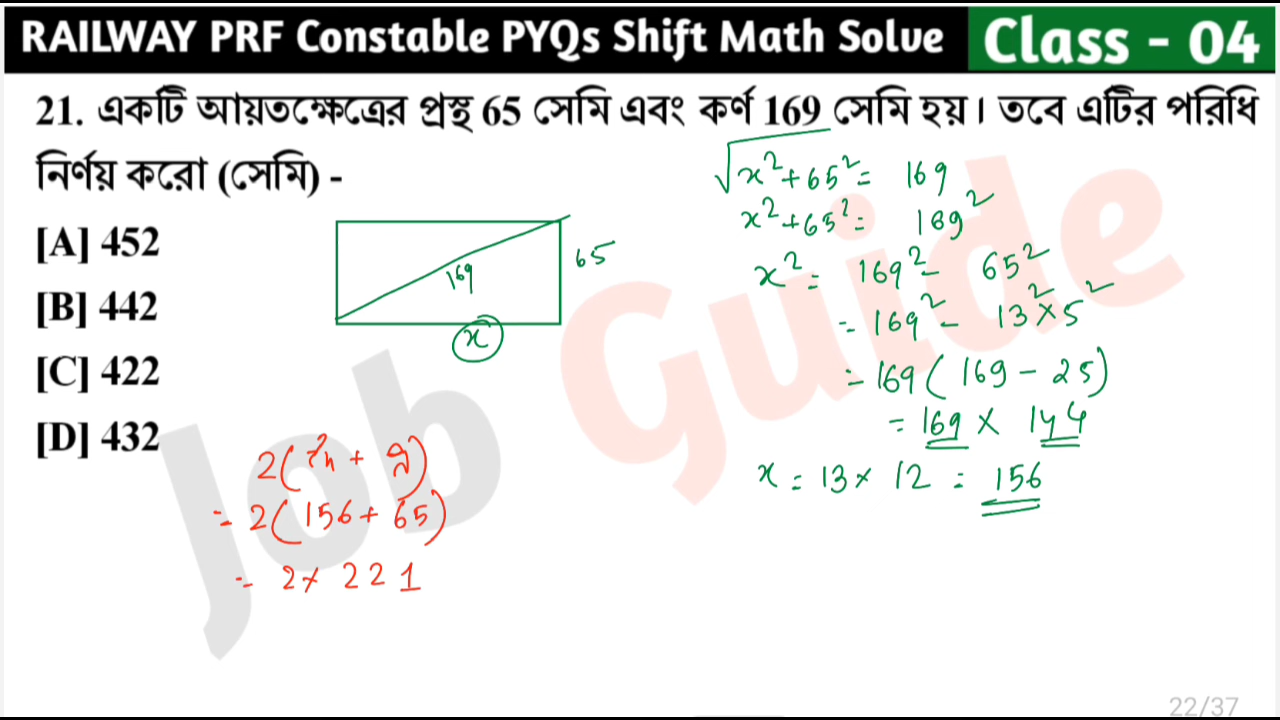 RAILWAY PRF Constable PYQs Shift Math Solve Class - 04
21. একটি আয়তক্ষেত্রের প্রস্থ 65 সেমি এবং কর্ণ 169 সেমি হয়। তবে এটির পরিধি
নির্ণয় করো (সেমি) -
[A] 452
[B] 442
[C] 422
[D] 432
169
65
x
√x²+65² = 169
x²+65² = 169²
x² = 169² - 65²
= 169² - 13²×5²
= 169 ( 169 - 25)
= 169 × 144
x = 13 × 12 = 156
2( দৈ + প্র)
= 2( 156 + 65)
= 2× 221
Job Guide
22/37